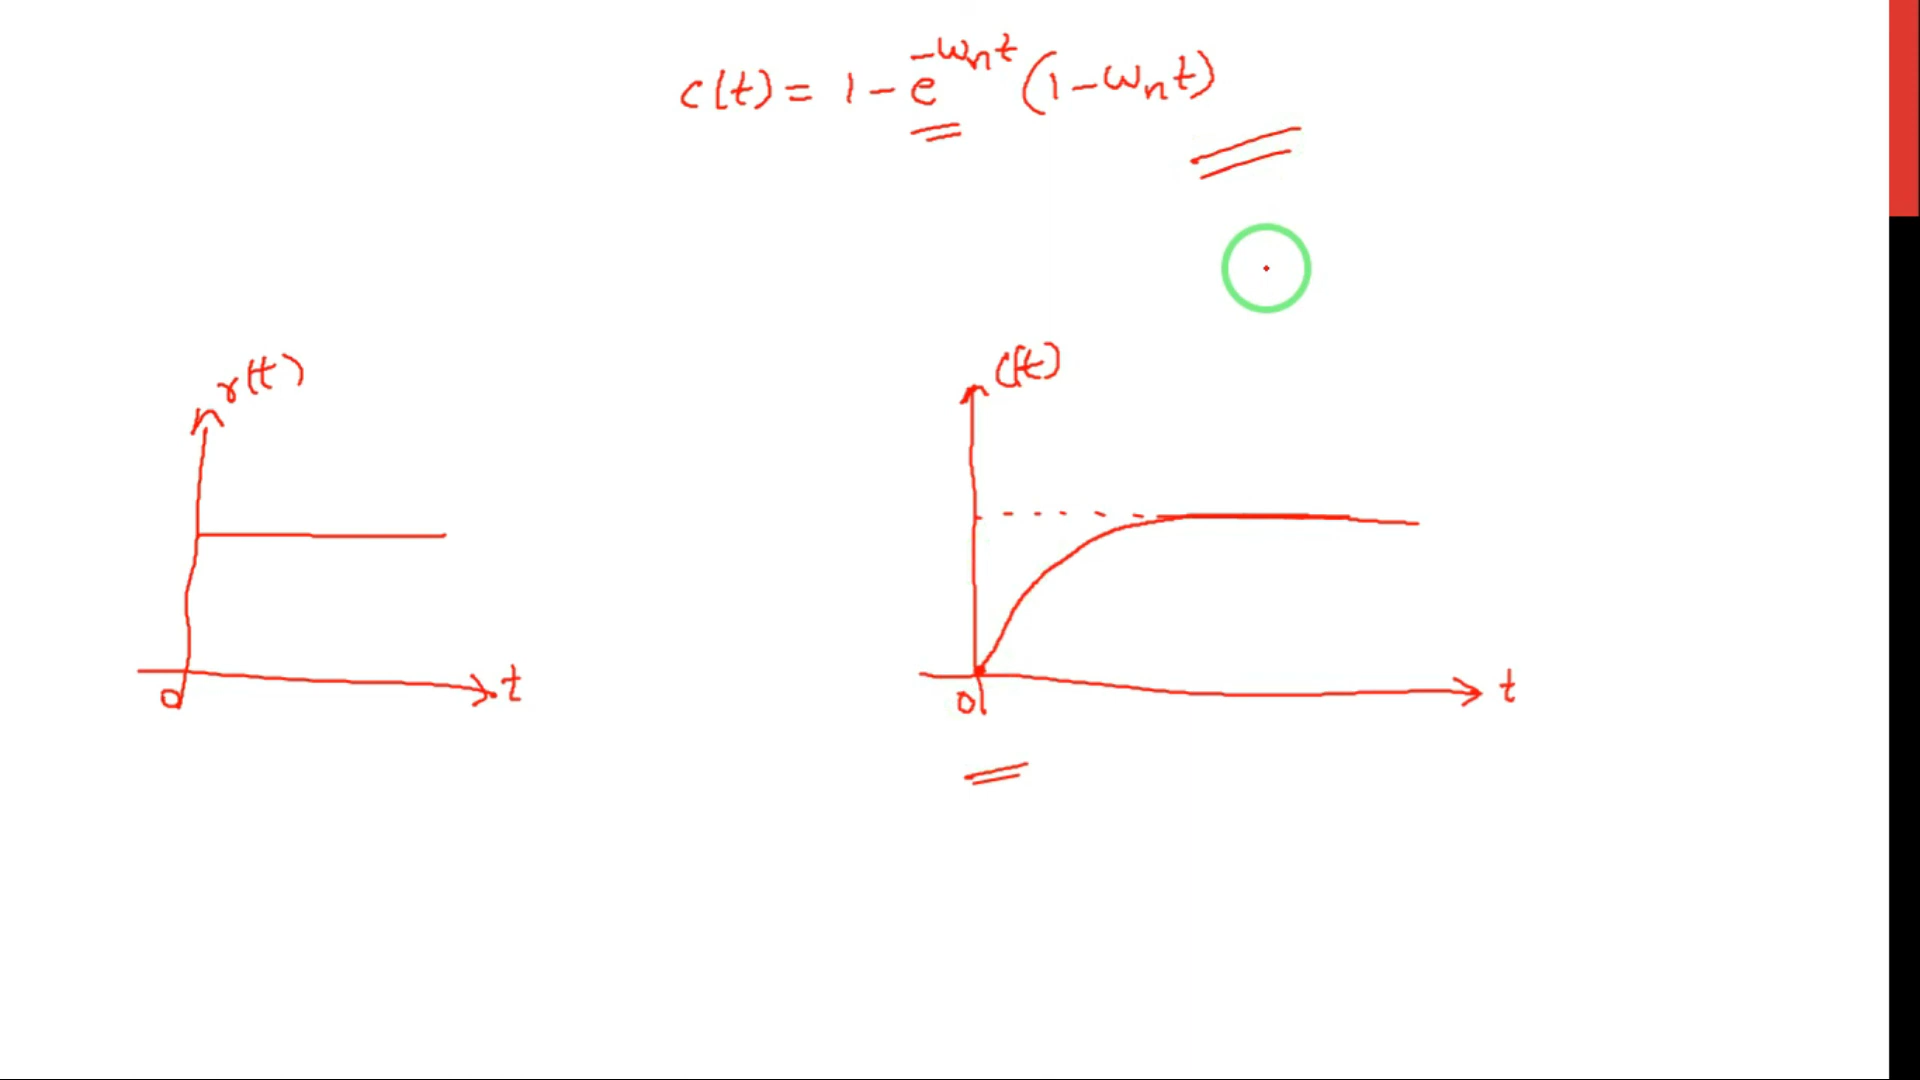 c(t) = 1 - e^{-ωₙt} (1 - ωₙt)
r(t)
c(t)
0
t
0
t